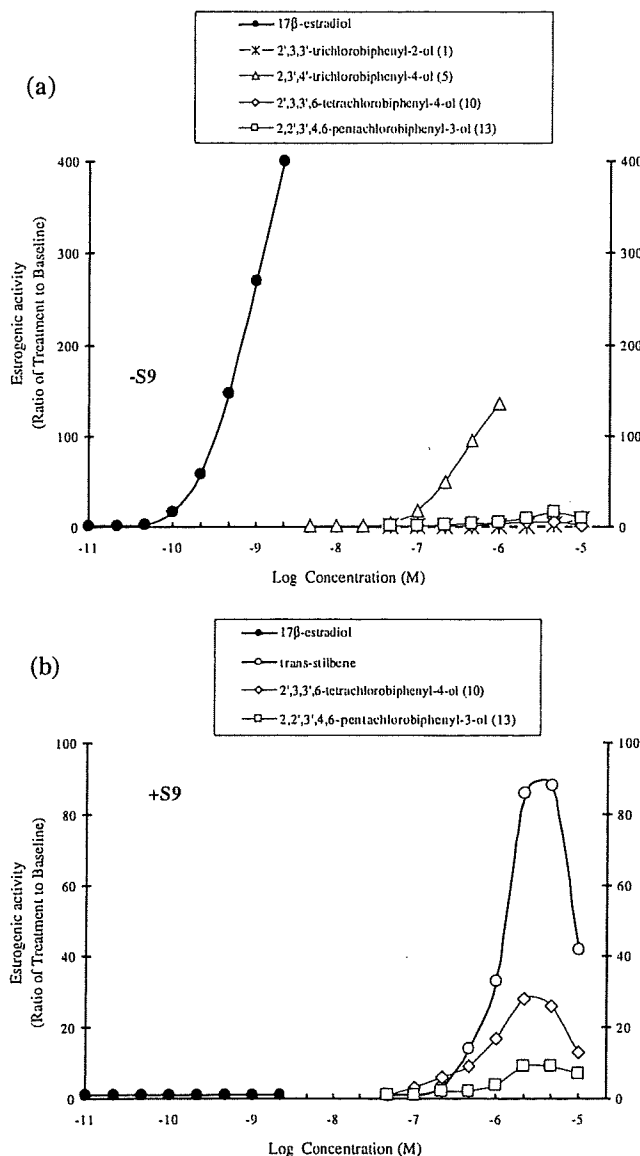 17β-estradiol
2',3,3'-trichlorobiphenyl-2-ol (1)
2,3',4'-trichlorobiphenyl-4-ol (5)
2',3,3',6-tetrachlorobiphenyl-4-ol (10)
2,2',3',4,6-pentachlorobiphenyl-3-ol (13)
(a)
Estrogenic activity
(Ratio of Treatment to Baseline)
400 400
300 300
200 200
100 100
0 0
-S9
-11 -10 -9 -8 -7 -6 -5
Log Concentration (M)
17β-estradiol
trans-stilbene
2',3,3',6-tetrachlorobiphenyl-4-ol (10)
2,2',3',4,6-pentachlorobiphenyl-3-ol (13)
(b)
Estrogenic activity
(Ratio of Treatment to Baseline)
100 100
80 80
60 60
40 40
20 20
0 0
+S9
-11 -10 -9 -8 -7 -6 -5
Log Concentration (M)